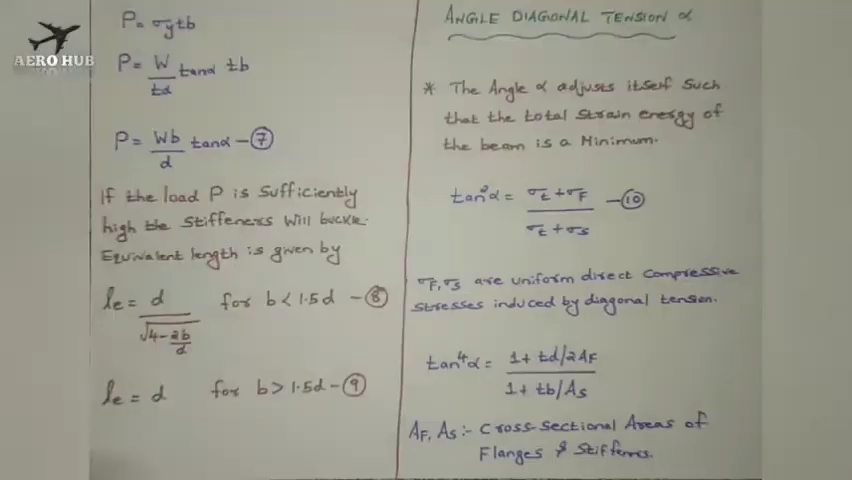 AERO HUB
P = σytb
P = W/td tanα tb
P = Wb/d tanα - ⑦
If the load P is sufficiently
high the stiffeners will buckle.
Equivalent length is given by
le = d/√4-2b/d for b < 1.5d - ⑧
le = d for b > 1.5d - ⑨
ANGLE DIAGONAL TENSION α
* The Angle α adjusts itself such
that the total strain energy of
the beam is a Minimum.
tan²α = σt+σF/σt+σs - ⑩
σF,σs are uniform direct compressive
stresses induced by diagonal tension.
tan⁴α = 1+td/2AF/1+tb/As
AF, As :- Cross-Sectional Areas of
Flanges & Stiffeners.